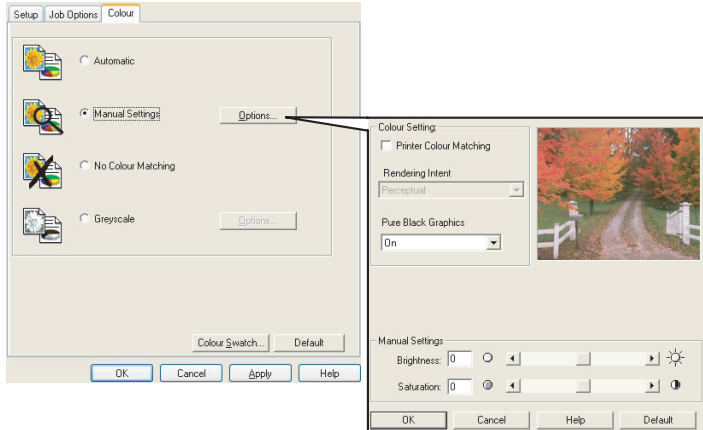 Setup Job Options Colour
Automatic
Manual Settings
Options...
No Colour Matching
Greyscale
Options...
Colour Swatch...
Default
OK
Cancel
Apply
Help
Colour Setting:
Printer Colour Matching
Rendering Intent
Perceptual
Pure Black Graphics
On
Manual Settings
Brightness: 0
Saturation: 0
OK
Cancel
Help
Default